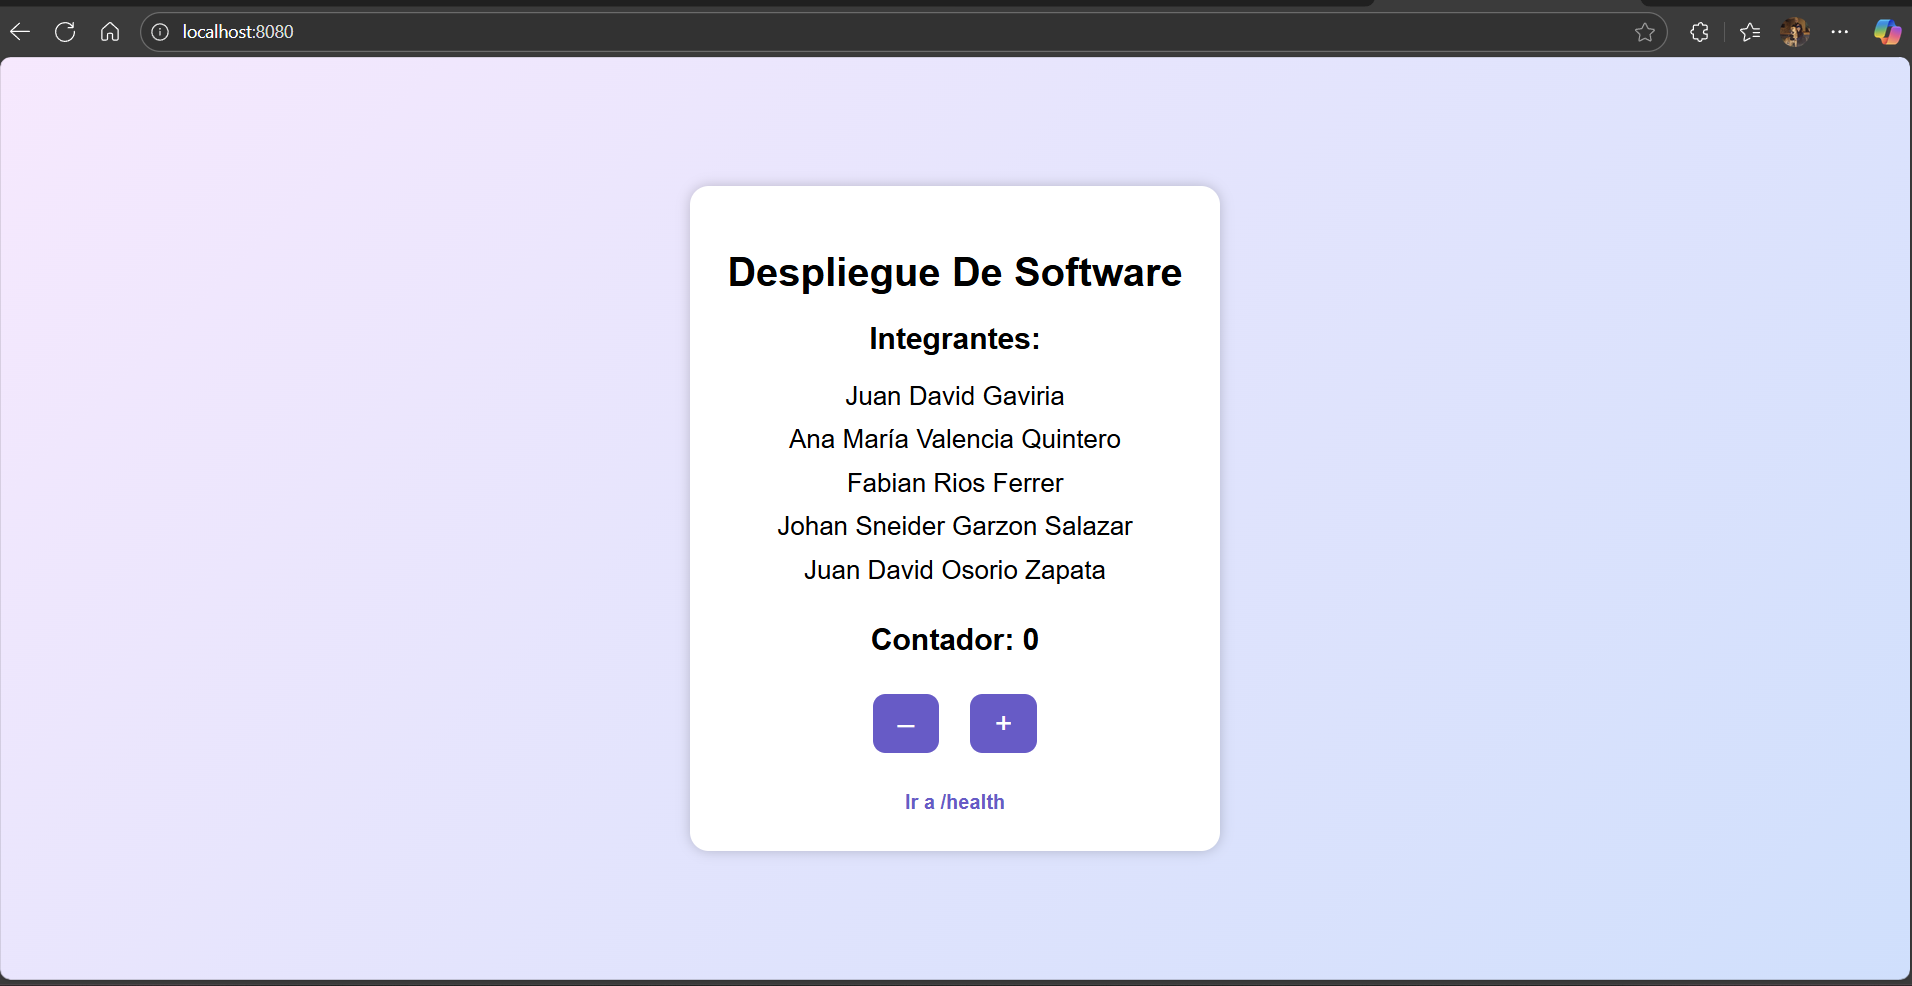 localhost:8080
Despliegue De Software
Integrantes:
Juan David Gaviria
Ana María Valencia Quintero
Fabian Rios Ferrer
Johan Sneider Garzon Salazar
Juan David Osorio Zapata
Contador: 0
– +
Ir a /health